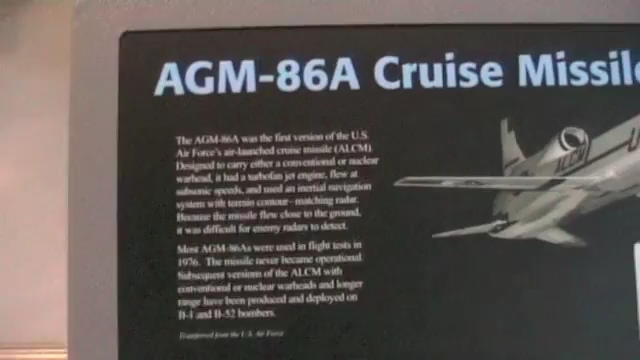 AGM-86A Cruise Missile
The AGM-86A was the first version of the U.S.
Air Force's air-launched cruise missile (ALCM).
Designed to carry either a conventional or nuclear
warhead, it had a turbofan jet engine, flew at
subsonic speeds, and used an inertial navigation
system with terrain contour-matching radar.
Because the missile flew close to the ground,
it was difficult for enemy radars to detect.
Most AGM-86As were used in flight tests in
1976. The missile never became operational.
Subsequent versions of the ALCM with
conventional or nuclear warheads and longer
range have been produced and deployed on
B-1 and B-52 bombers.
Transferred from the U.S. Air Force
ALCM
U